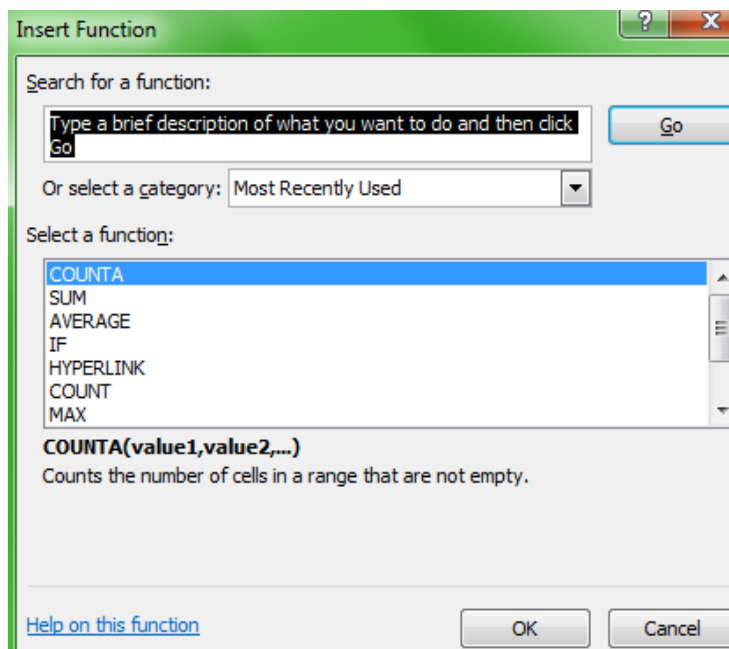 Insert Function
Search for a function:
Type a brief description of what you want to do and then click
Go
Go
Or select a category: Most Recently Used
Select a function:
COUNTA
SUM
AVERAGE
IF
HYPERLINK
COUNT
MAX
COUNTA(value1,value2,...)
Counts the number of cells in a range that are not empty.
Help on this function
OK Cancel